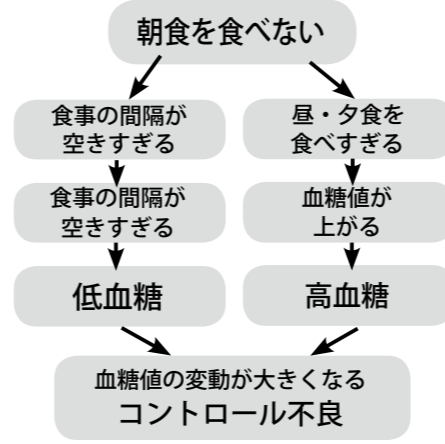 朝食を食べない
食事の間隔が
空きすぎる
昼・夕食を
食べすぎる
食事の間隔が
空きすぎる
血糖値が
上がる
低血糖
高血糖
血糖値の変動が大きくなる
コントロール不良